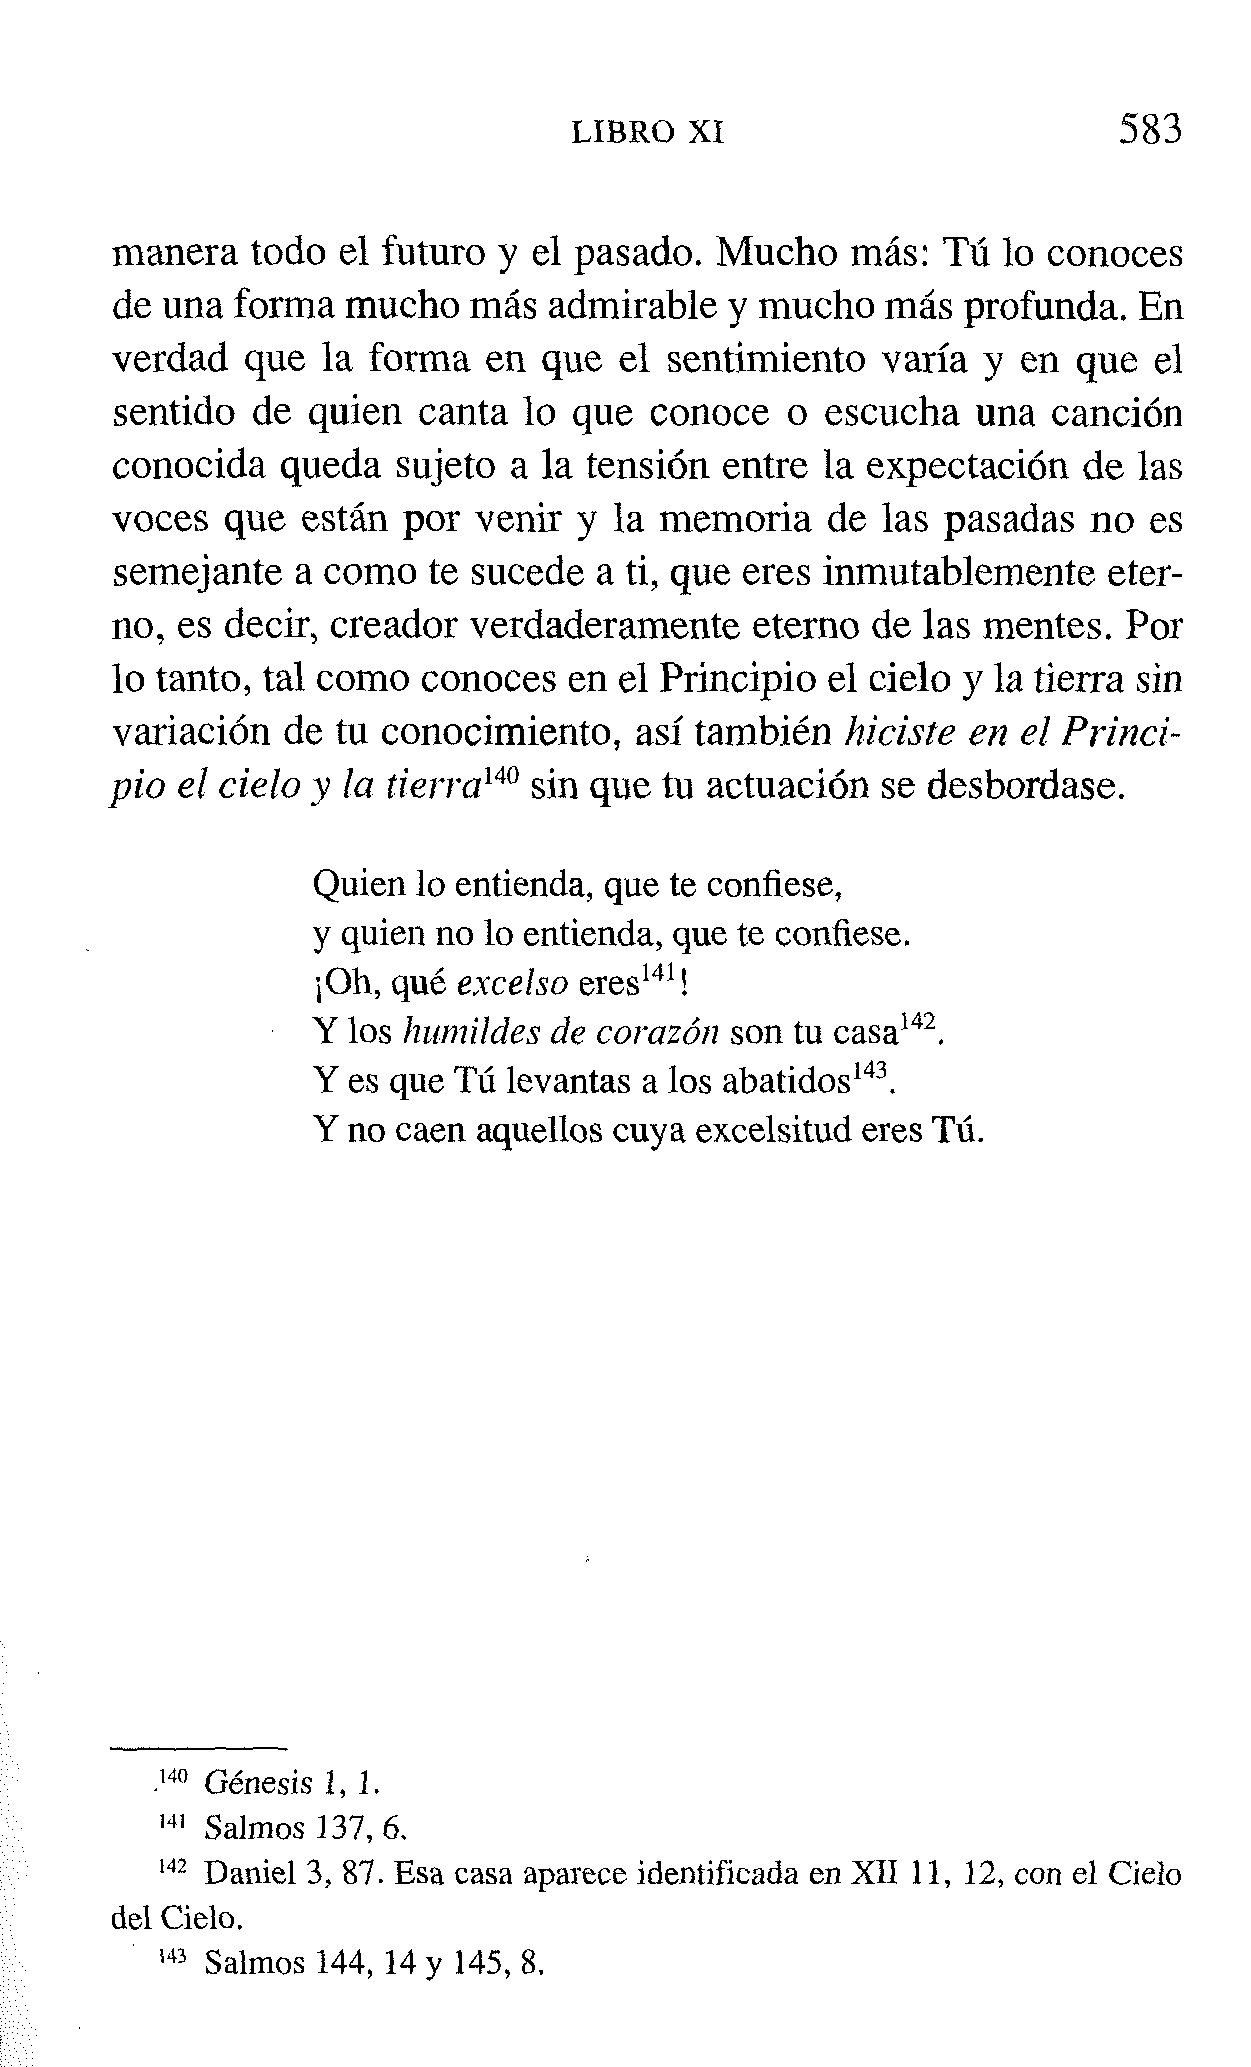 LIBRO XI 583
manera todo el futuro y el pasado. Mucho más: Tú lo conoces
de una forma mucho más admirable y mucho más profunda. En
verdad que la forma en que el sentimiento varía y en que el
sentido de quien canta lo que conoce o escucha una canción
conocida queda sujeto a la tensión entre la expectación de las
voces que están por venir y la memoria de las pasadas no es
semejante a como te sucede a ti, que eres inmutablemente eter-
no, es decir, creador verdaderamente eterno de las mentes. Por
lo tanto, tal como conoces en el Principio el cielo y la tierra sin
variación de tu conocimiento, así también hiciste en el Princi-
pio el cielo y la tierra¹⁴⁰ sin que tu actuación se desbordase.
Quien lo entienda, que te confiese,
y quien no lo entienda, que te confiese.
¡Oh, qué excelso eres¹⁴¹!
Y los humildes de corazón son tu casa¹⁴².
Y es que Tú levantas a los abatidos¹⁴³.
Y no caen aquellos cuya excelsitud eres Tú.
¹⁴⁰ Génesis 1, 1.
¹⁴¹ Salmos 137, 6.
¹⁴² Daniel 3, 87. Esa casa aparece identificada en XII 11, 12, con el Cielo
del Cielo.
¹⁴³ Salmos 144, 14 y 145, 8.